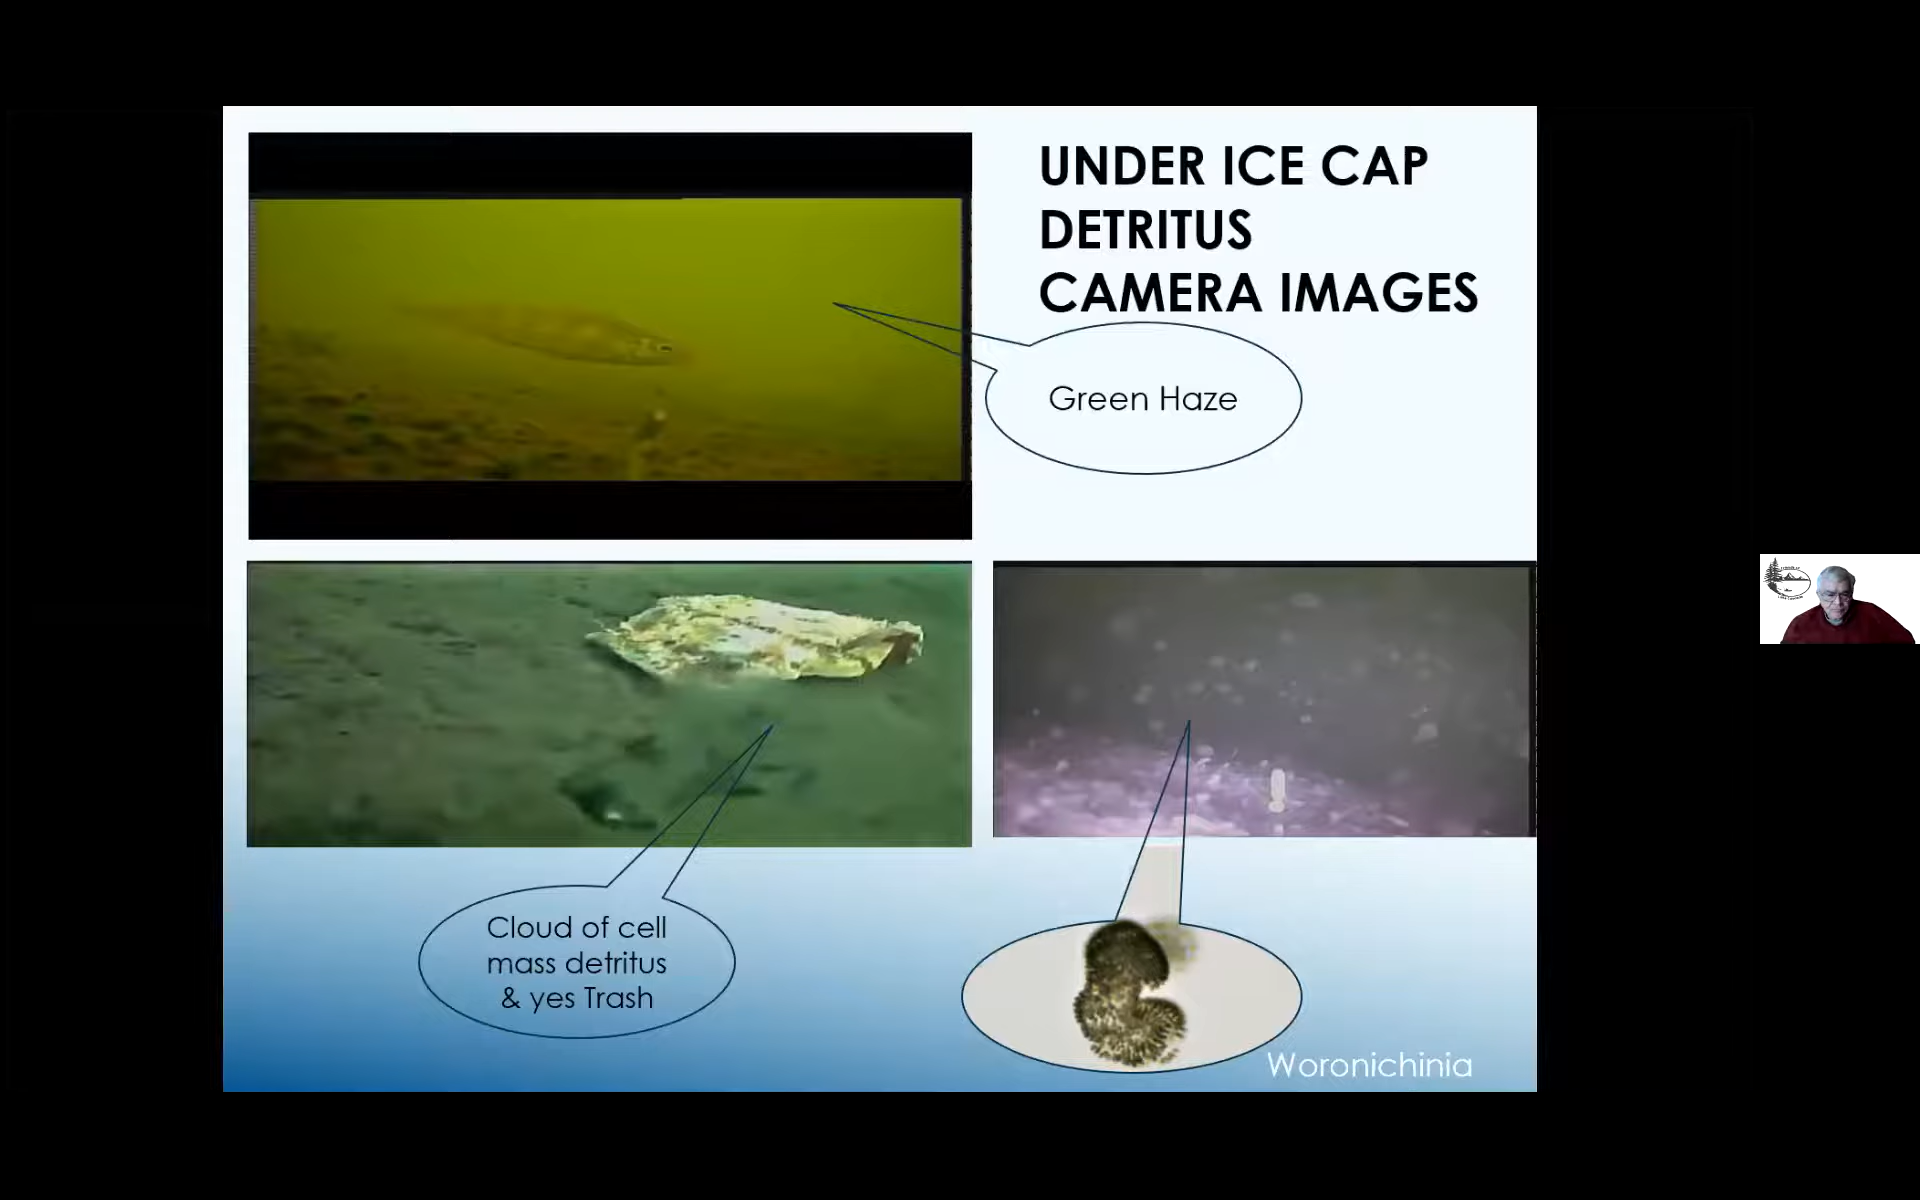 UNDER ICE CAP
DETRITUS
CAMERA IMAGES
Green Haze
Cloud of cell
mass detritus
& yes Trash
Woronichinia